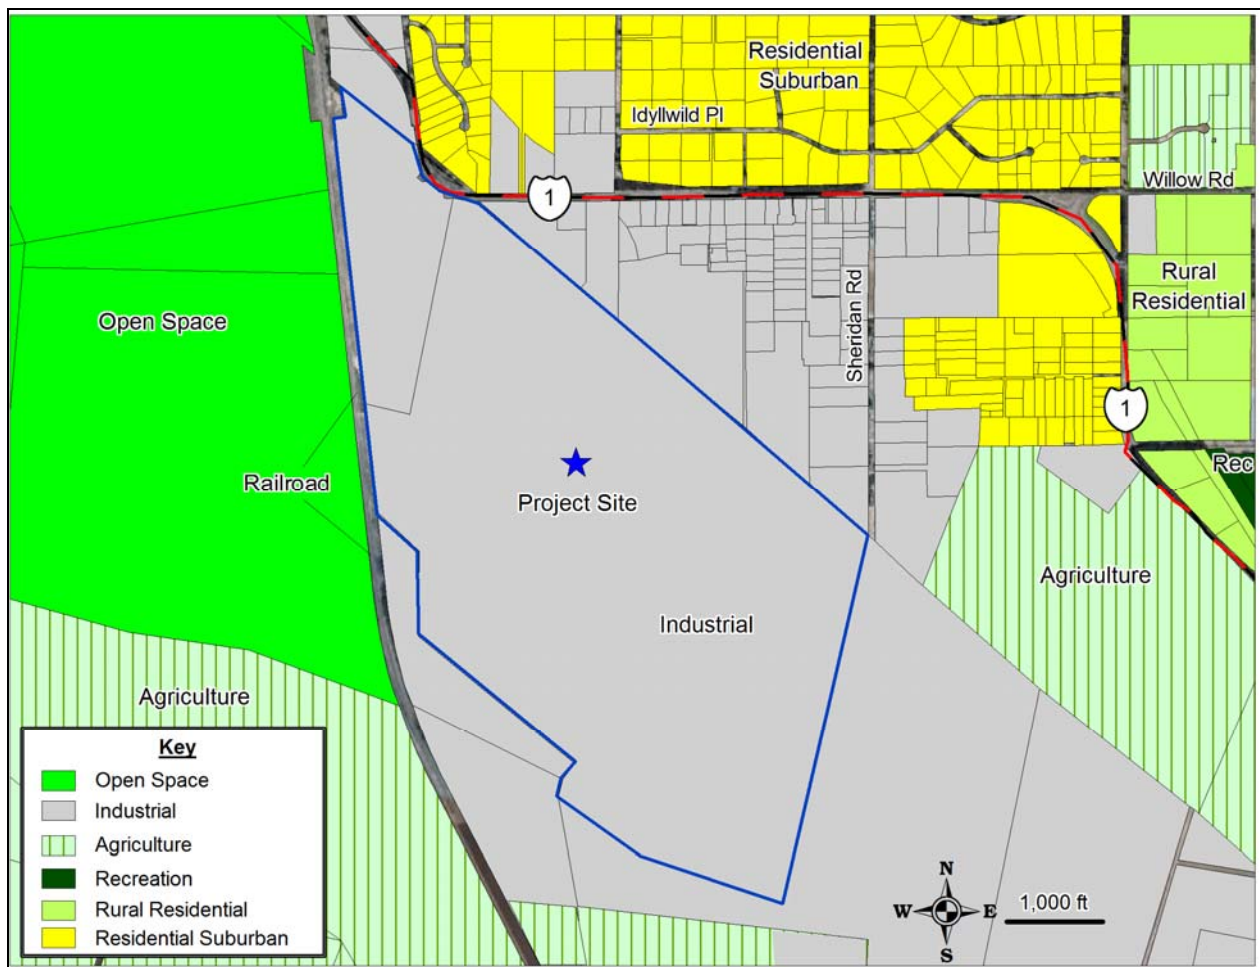 Residential
Suburban
Idyllwild Pl
Willow Rd
1
Rural
Residential
Open Space
Sheridan Rd
1
Rec
Railroad
Project Site
Agriculture
Industrial
Agriculture
Key
Open Space
Industrial
Agriculture
Recreation
Rural Residential
Residential Suburban
N
W E
S
1,000 ft